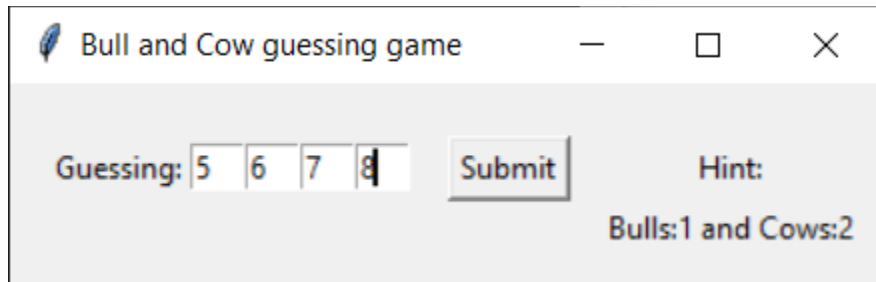 Bull and Cow guessing game
Guessing: 5 6 7 8 Submit Hint:
Bulls:1 and Cows:2